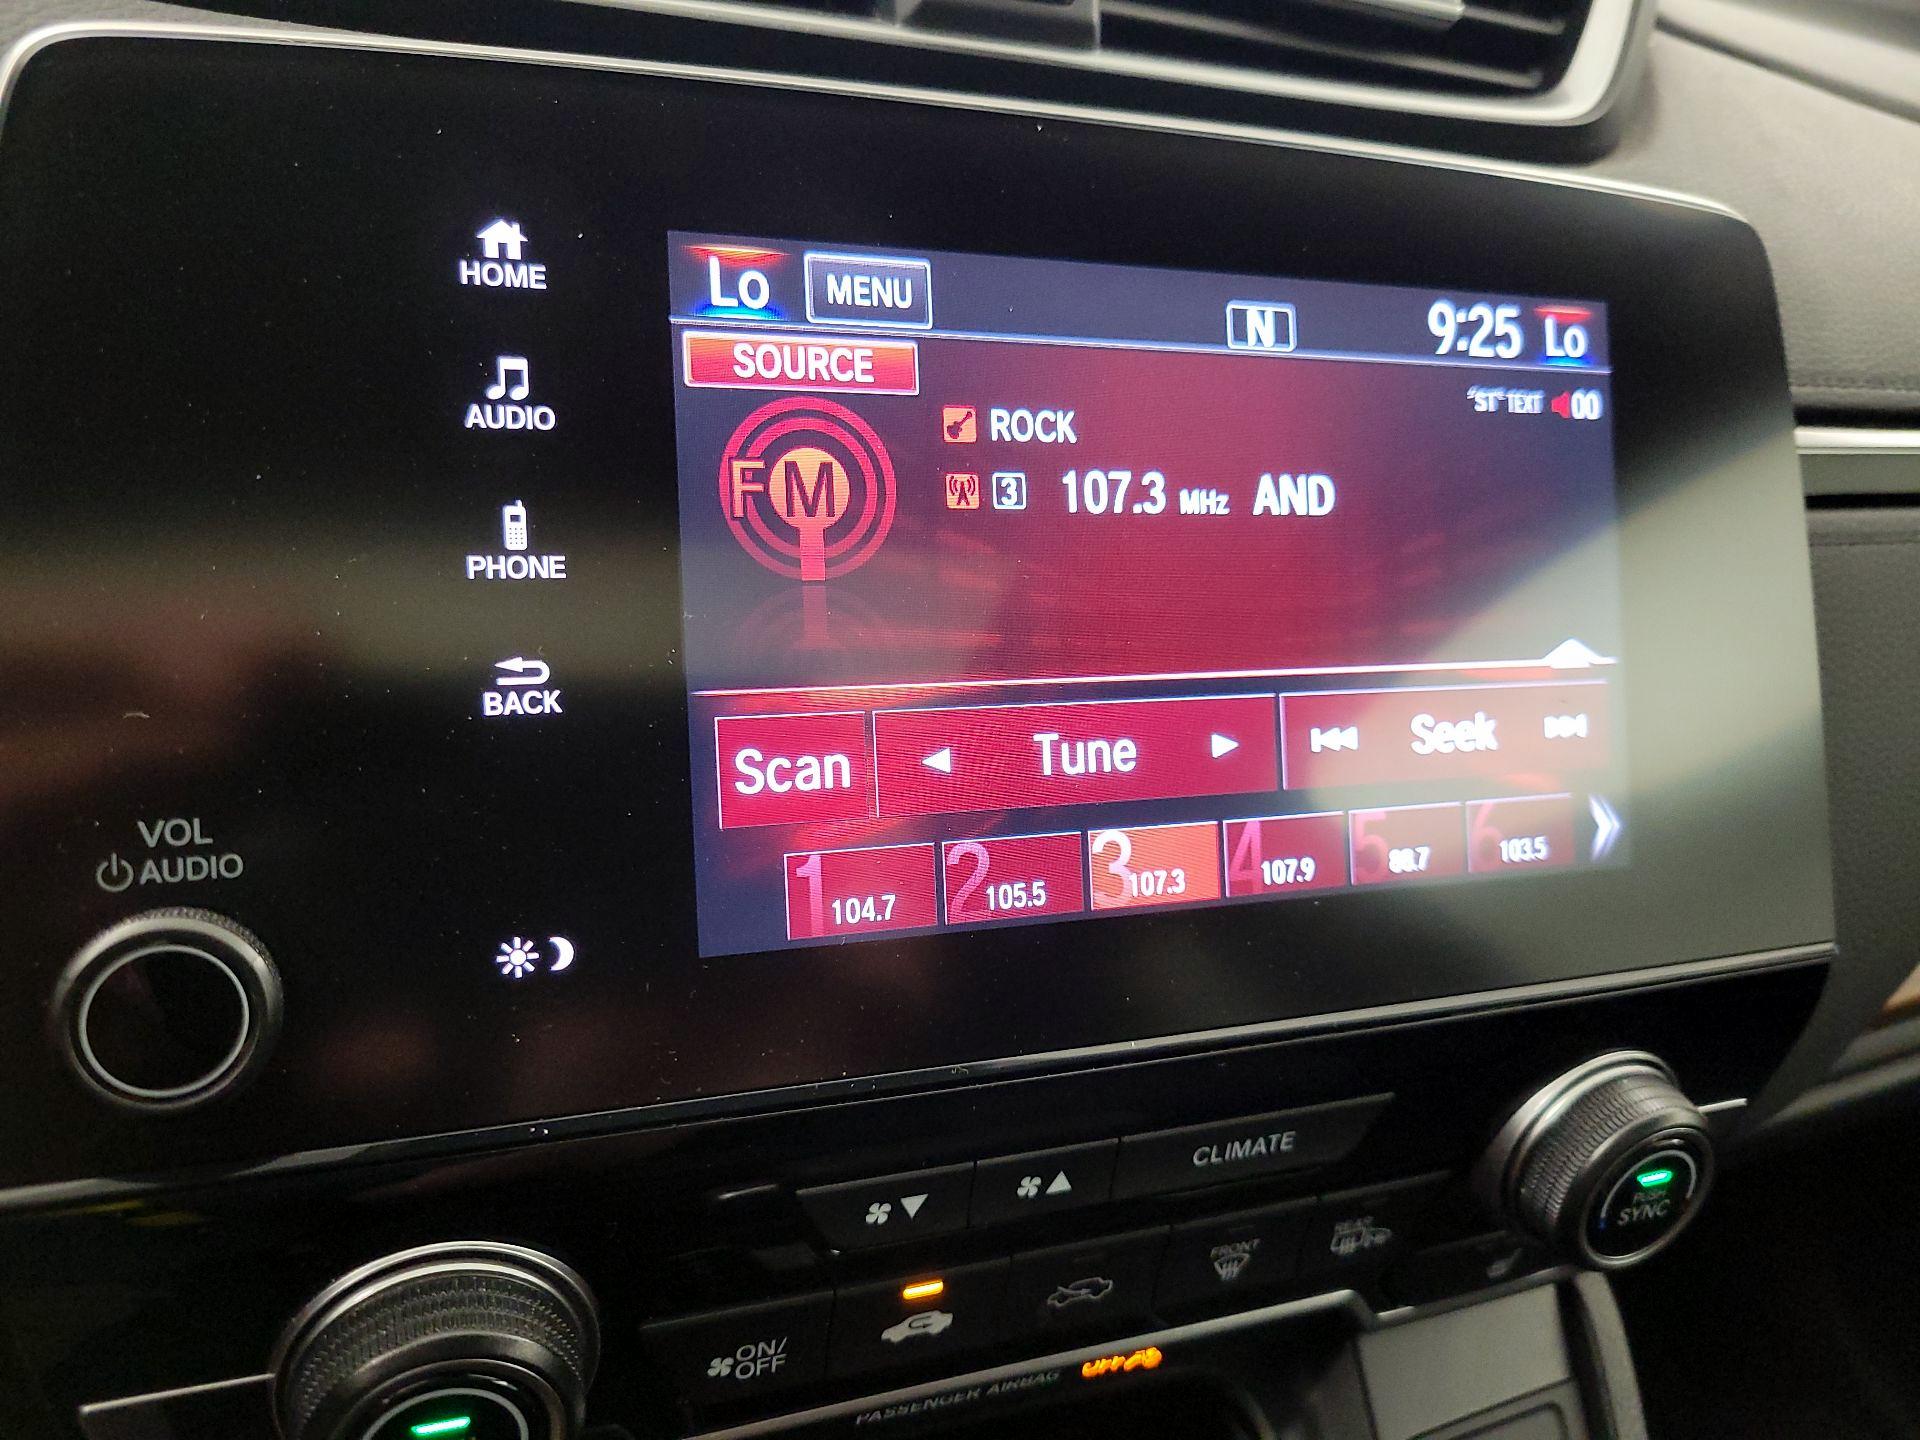 HOME
AUDIO
PHONE
BACK
VOL
AUDIO
Lo
MENU
N
9:25
Lo
SOURCE
"ST" TEXT
00
FM
ROCK
3 107.3 MHz AND
Scan
Tune
Seek
1 104.7
2 105.5
3 107.3
4 107.9
5 88.7
6 103.5
CLIMATE
PUSH
SYNC
FRONT
REAR
ON/
OFF
PASSENGER AIRBAG